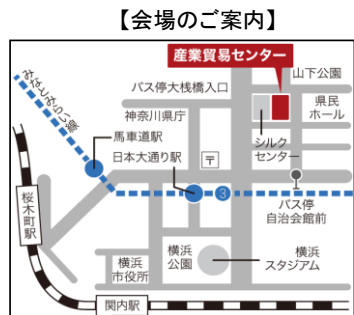 【会場のご案内】
産業貿易センター
山下公園
みなとみらい線
バス停大桟橋入口
神奈川県庁
県民
ホール
馬車道駅
日本大通り駅
〒
シルク
センター
3
バス停
自治会館前
桜木町駅
横浜
市役所
横浜
公園
横浜
スタジアム
関内駅